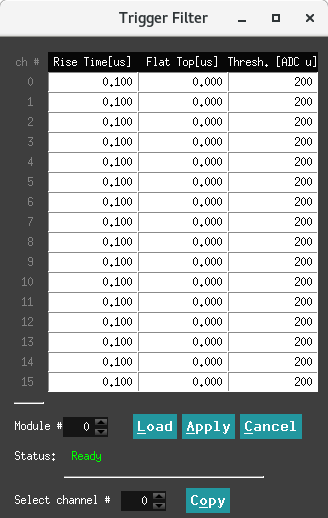 Trigger Filter
ch # Rise Time[us] Flat Top[us] Thresh. [ADC u]
0 0.100 0.000 200
1 0.100 0.000 200
2 0.100 0.000 200
3 0.100 0.000 200
4 0.100 0.000 200
5 0.100 0.000 200
6 0.100 0.000 200
7 0.100 0.000 200
8 0.100 0.000 200
9 0.100 0.000 200
10 0.100 0.000 200
11 0.100 0.000 200
12 0.100 0.000 200
13 0.100 0.000 200
14 0.100 0.000 200
15 0.100 0.000 200
Module # 0 Load Apply Cancel
Status: Ready
Select channel # 0 Copy